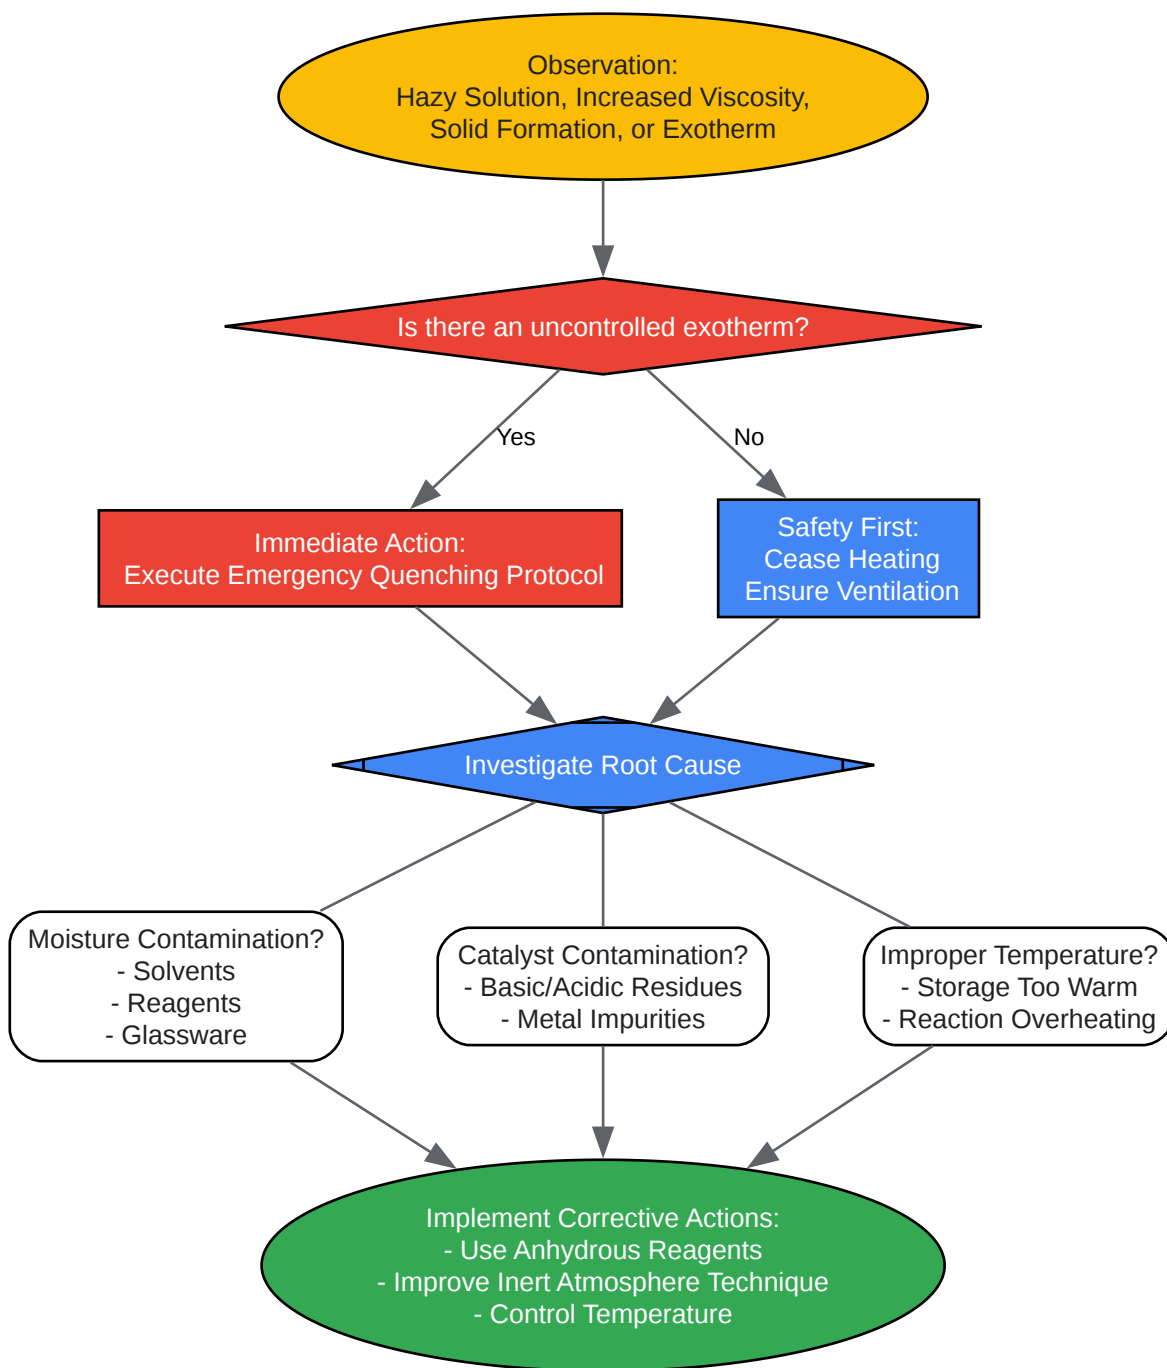 Observation:
Hazy Solution, Increased Viscosity,
Solid Formation, or Exotherm
Is there an uncontrolled exotherm?
Yes
No
Immediate Action:
Execute Emergency Quenching Protocol
Safety First:
Cease Heating
Ensure Ventilation
Investigate Root Cause
Moisture Contamination?
- Solvents
- Reagents
- Glassware
Catalyst Contamination?
- Basic/Acidic Residues
- Metal Impurities
Improper Temperature?
- Storage Too Warm
- Reaction Overheating
Implement Corrective Actions:
- Use Anhydrous Reagents
- Improve Inert Atmosphere Technique
- Control Temperature